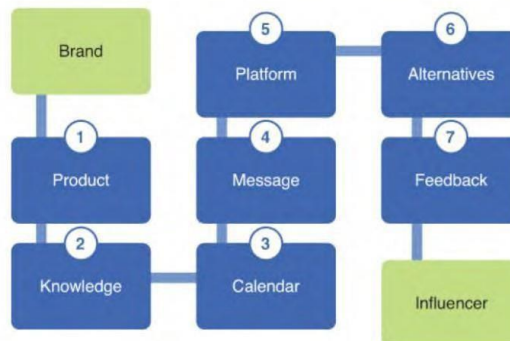 Brand
1
Product
2
Knowledge
3
Calendar
4
Message
5
Platform
6
Alternatives
7
Feedback
Influencer